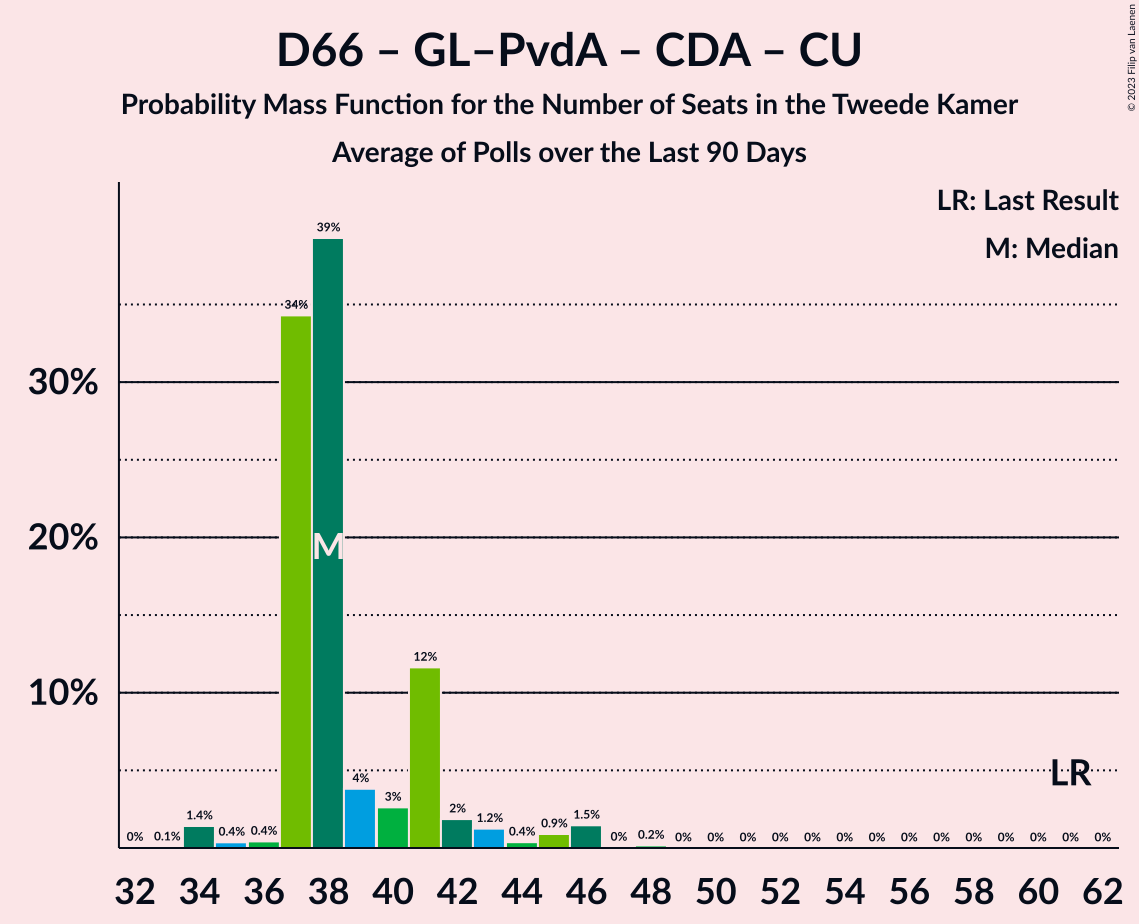 D66 – GL–PvdA – CDA – CU
Probability Mass Function for the Number of Seats in the Tweede Kamer
Average of Polls over the Last 90 Days
© 2023 Filip van Laenen
LR: Last Result
M: Median
30%
20%
10%
0% 0.1% 1.4% 0.4% 0.4% 34% 39% 4% 3% 12% 2% 1.2% 0.4% 0.9% 1.5% 0% 0.2% 0% 0% 0% 0% 0% 0% 0% 0% 0% 0% 0% 0% 0% 0%
M
LR
32 34 36 38 40 42 44 46 48 50 52 54 56 58 60 62